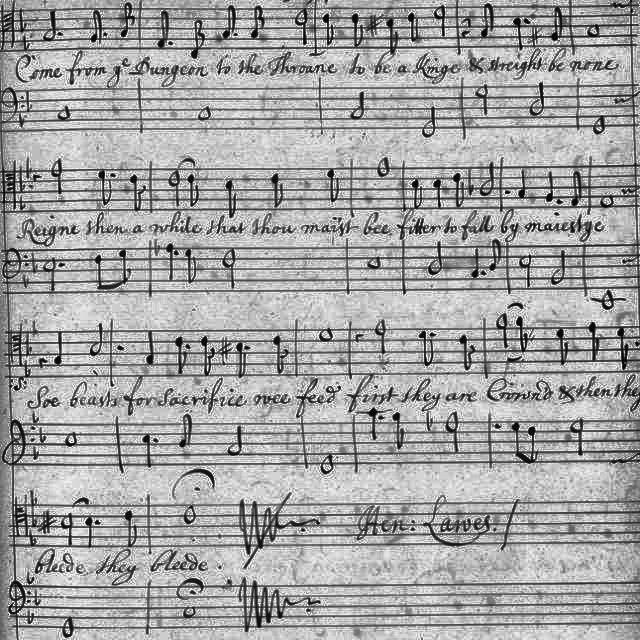 Come from yᵉ Dungeon to the Throane to be a Kinge & streight be none
Reigne then a while that thou maist bee fitter to fall by maiestye
Soe beasts for Sacrifice wee feed first they are Crownd & then they
bleede they bleede .
Hen: Lawes.